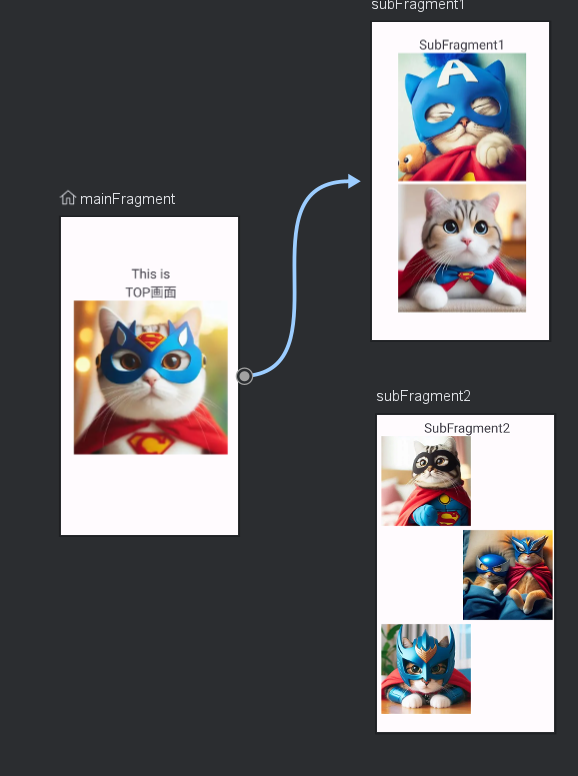 subFragment1
SubFragment1
A
mainFragment
This is
TOP画面
subFragment2
SubFragment2